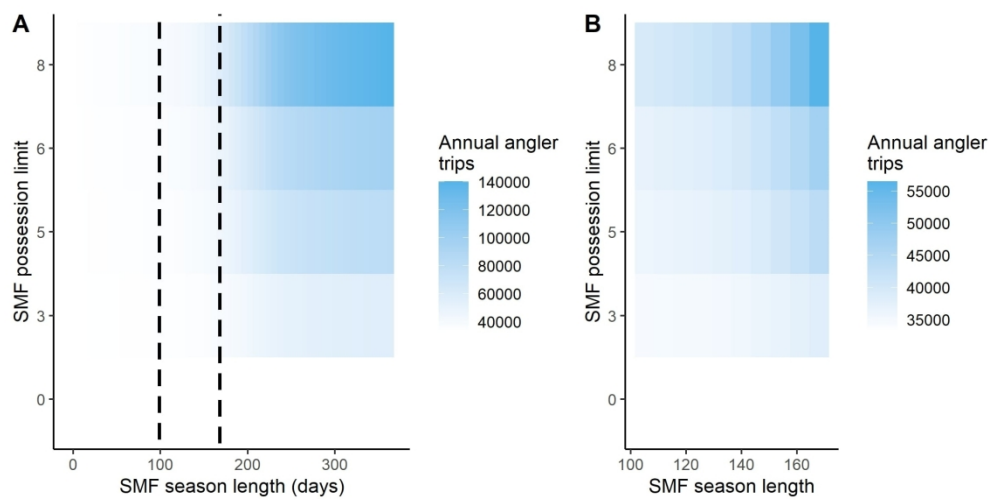 A
SMF possession limit
8
6
5
3
0
0
100
200
300
SMF season length (days)
Annual angler
trips
140000
120000
100000
80000
60000
40000
B
SMF possession limit
8
6
5
3
0
100
120
140
160
SMF season length
Annual angler
trips
55000
50000
45000
40000
35000